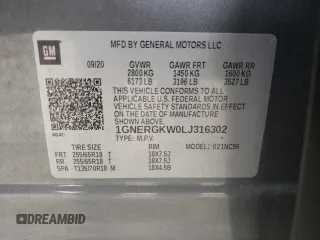 GM
MFD BY GENERAL MOTORS LLC
09/20 GVWR GAWR FRT GAWR RR
2800 KG 1450 KG 1600 KG
6173 LB 3196 LB 3527 LB
THIS VEHICLE CONFORMS TO ALL APPLICABLE U.S. FEDERAL
MOTOR VEHICLE SAFETY STANDARDS IN EFFECT ON THE
DATE OF MANUFACTURE SHOWN ABOVE.
1GNERGKW0LJ316302
TYPE: M.P.V. MODEL: 021NC56
TIRE SIZE RIM
FRT 255/65R18 T 18X7.5J
RR 255/65R18 T 18X7.5J
SPA T135/70R18 M 18X4.5B
DREAMBID.COM